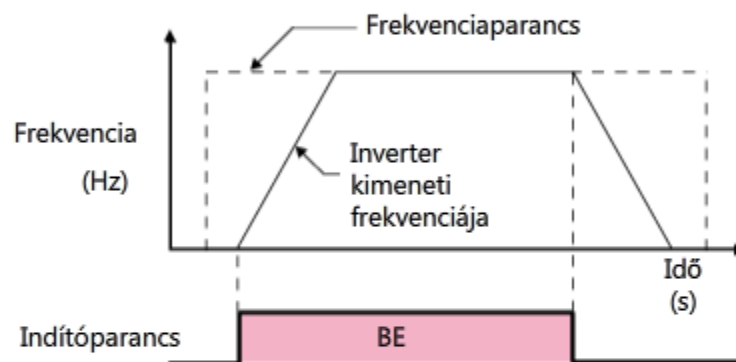 Frekvenciaparancs
Frekvencia
(Hz)
Inverter
kimeneti
frekvenciája
Idő
(s)
Indítóparancs
BE